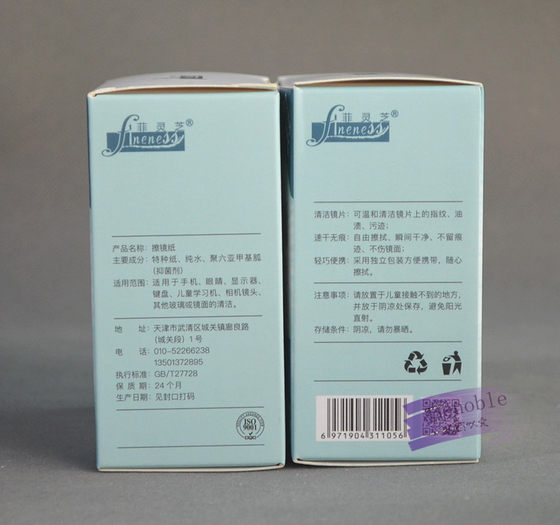 菲灵芝®
fineness
产品名称：擦镜纸
主要成分：特种纸、纯水、聚六亚甲基胍
(抑菌剂)
适用范围：适用于手机、眼睛、显示器、
键盘、儿童学习机、相机镜头、
其他玻璃或镜面的清洁。
地 址：天津市武清区城关镇廊良路
(城关段) 1号
电 话：010-52266238
13501372895
执行标准：GB/T27728
保 质 期：24个月
生产日期：见封口打码
ISO
9001
菲灵芝®
fineness
清洁镜片：可温和清洁镜片上的指纹、油
渍、污迹；
速干无痕：自由擦拭，瞬间干净、不留痕
迹、不伤镜面；
轻巧便携：采用独立包装方便携带，随心
擦拭。
注意事项：请放置于儿童接触不到的地方，
并放于阴凉处保存，避免阳光
直射。
存储条件：阴凉，请勿暴晒。
6 971904 311056